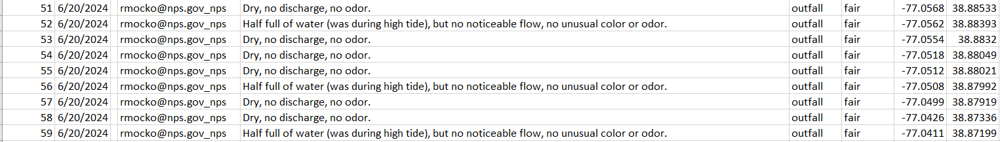 51 6/20/2024 rmocko@nps.gov_nps Dry, no discharge, no odor. outfall fair -77.0568 38.88533
52 6/20/2024 rmocko@nps.gov_nps Half full of water (was during high tide), but no noticeable flow, no unusual color or odor. outfall fair -77.0562 38.88393
53 6/20/2024 rmocko@nps.gov_nps Dry, no discharge, no odor. outfall fair -77.0554 38.8832
54 6/20/2024 rmocko@nps.gov_nps Dry, no discharge, no odor. outfall fair -77.0518 38.88049
55 6/20/2024 rmocko@nps.gov_nps Dry, no discharge, no odor. outfall fair -77.0512 38.88021
56 6/20/2024 rmocko@nps.gov_nps Half full of water (was during high tide), but no noticeable flow, no unusual color or odor. outfall fair -77.0508 38.87992
57 6/20/2024 rmocko@nps.gov_nps Dry, no discharge, no odor. outfall fair -77.0499 38.87919
58 6/20/2024 rmocko@nps.gov_nps Dry, no discharge, no odor. outfall fair -77.0426 38.87336
59 6/20/2024 rmocko@nps.gov_nps Half full of water (was during high tide), but no noticeable flow, no unusual color or odor. outfall fair -77.0411 38.87199